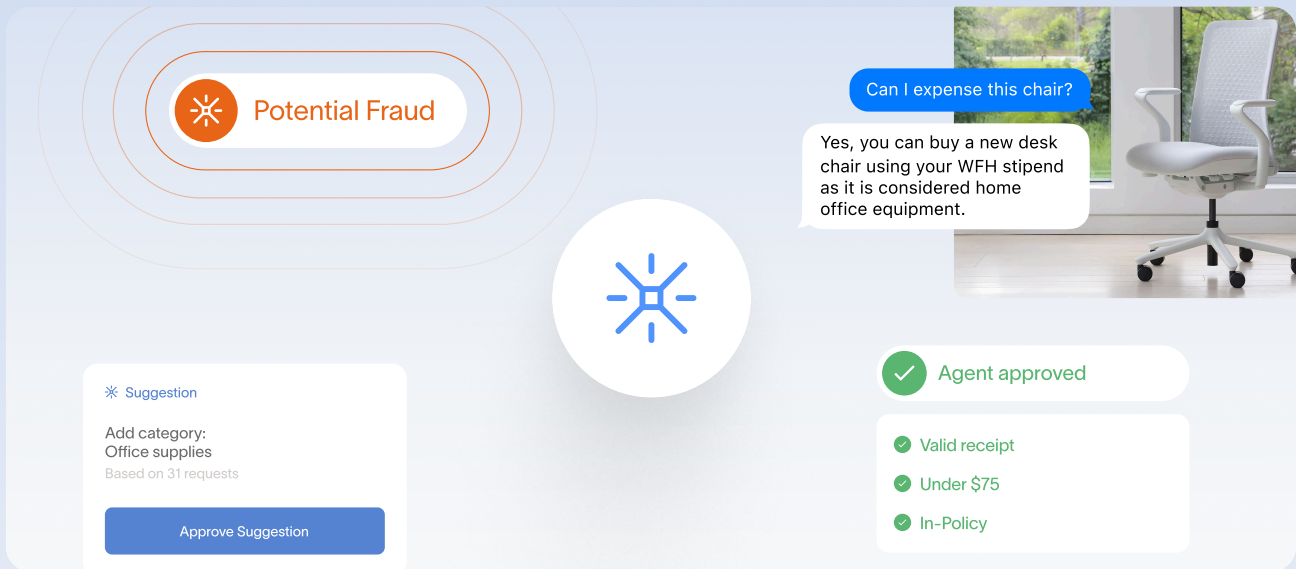 Potential Fraud
Can I expense this chair?
Yes, you can buy a new desk
chair using your WFH stipend
as it is considered home
office equipment.
Suggestion
Add category:
Office supplies
Based on 31 requests
Approve Suggestion
Agent approved
Valid receipt
Under $75
In-Policy